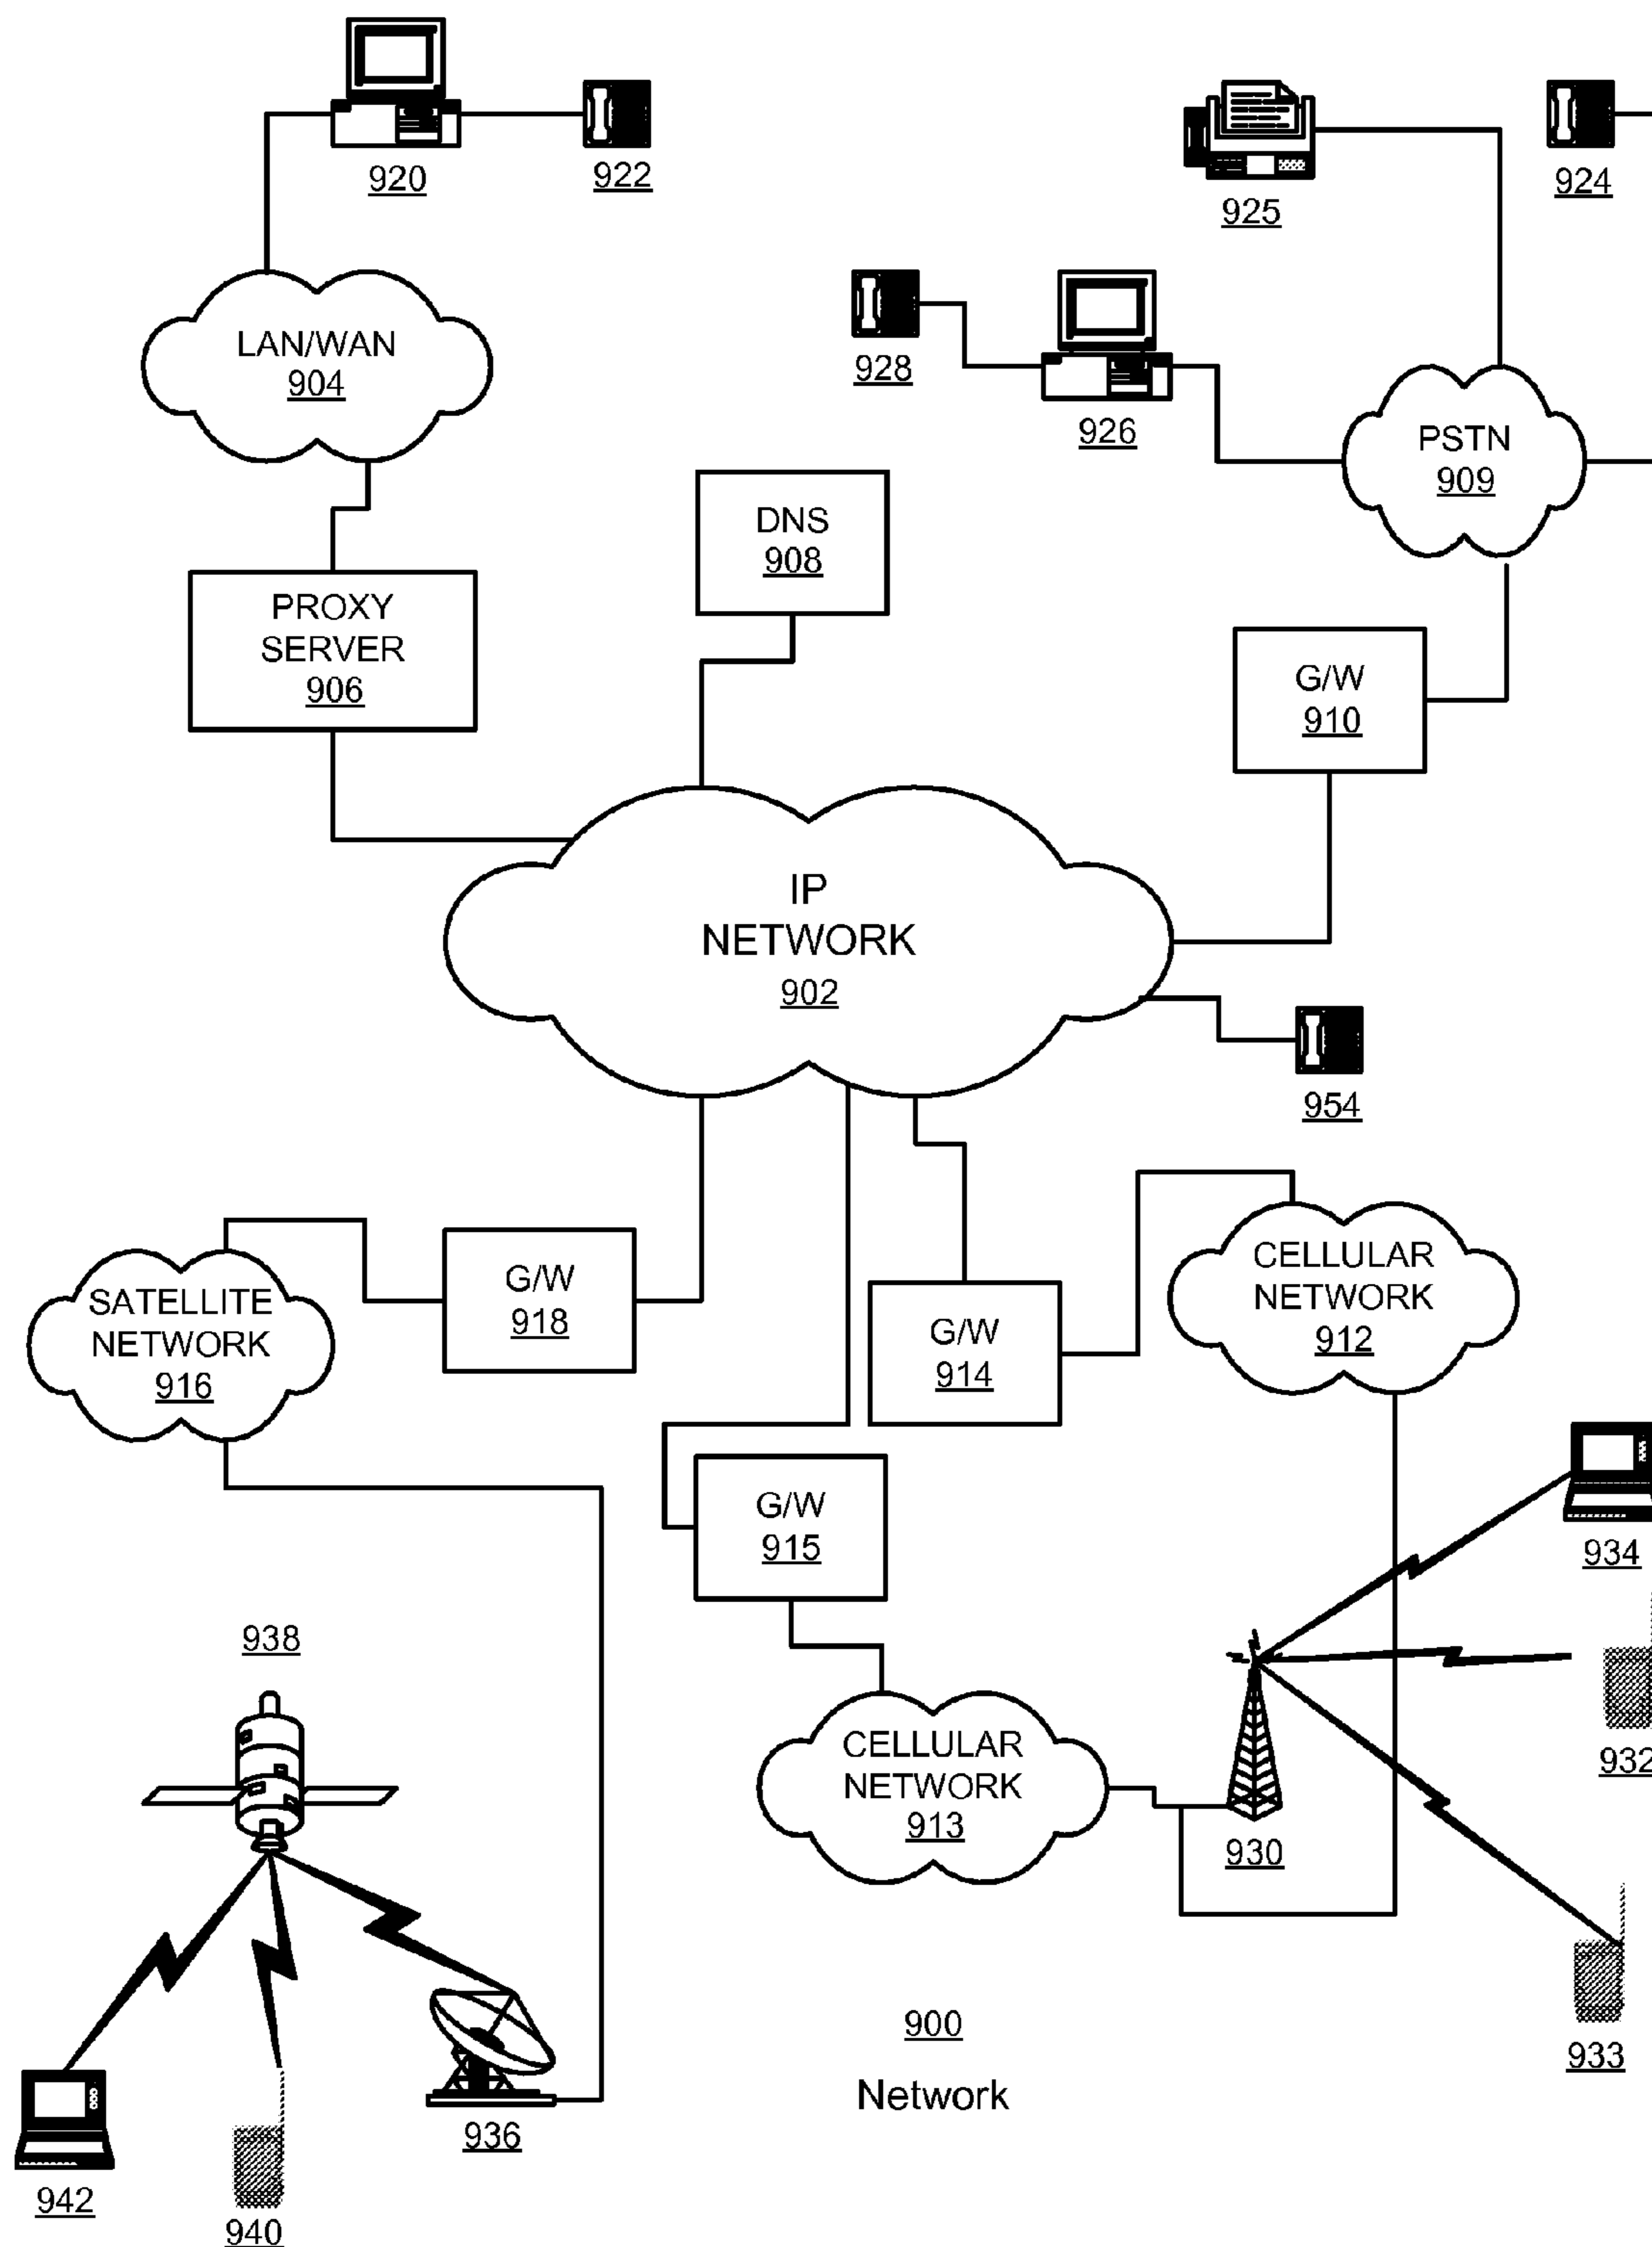 920
922
925
924
LAN/WAN
904
928
926
PSTN
909
DNS
908
PROXY
SERVER
906
G/W
910
IP
NETWORK
902
954
SATELLITE
NETWORK
916
G/W
918
G/W
914
CELLULAR
NETWORK
912
G/W
915
934
938
932
CELLULAR
NETWORK
913
930
900
Network
933
936
942
940